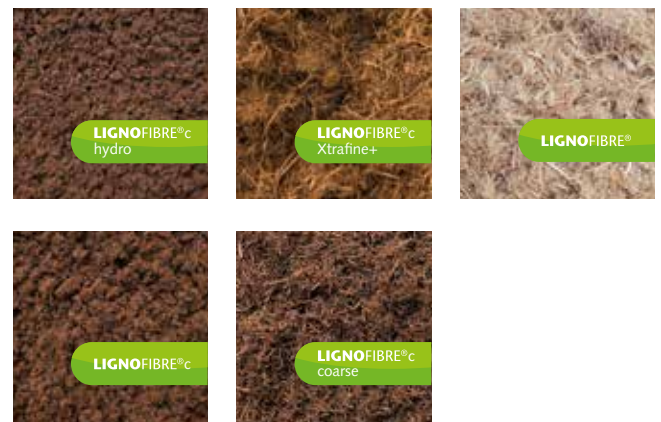 LIGNOFIBRE®c
hydro
LIGNOFIBRE®c
Xtrafine+
LIGNOFIBRE®
LIGNOFIBRE®c
LIGNOFIBRE®c
coarse